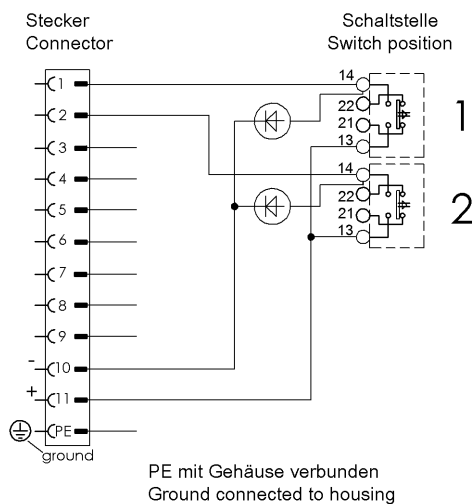 Stecker
Connector
Schaltstelle
Switch position
1
2
3
4
5
6
7
8
9
- 10
+ 11
PE
ground
14
22
21
13
1
14
22
21
13
2
PE mit Gehäuse verbunden
Ground connected to housing